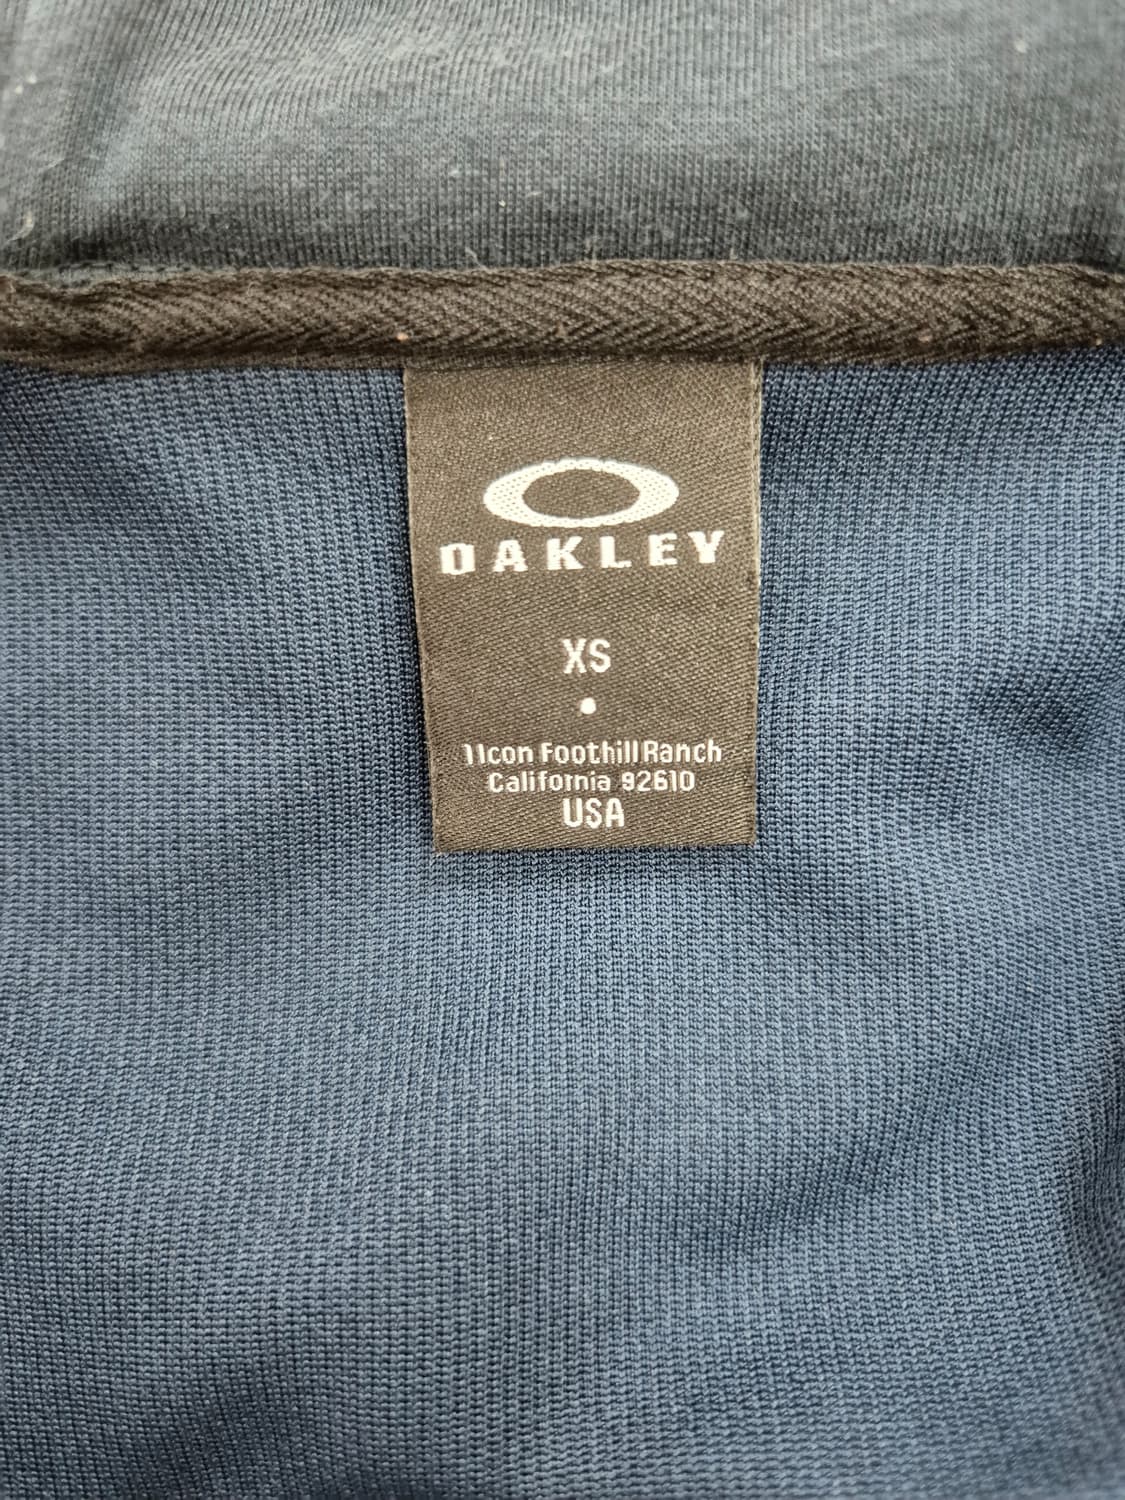 OAKLEY
XS
1 Icon Foothill Ranch
California 92610
USA